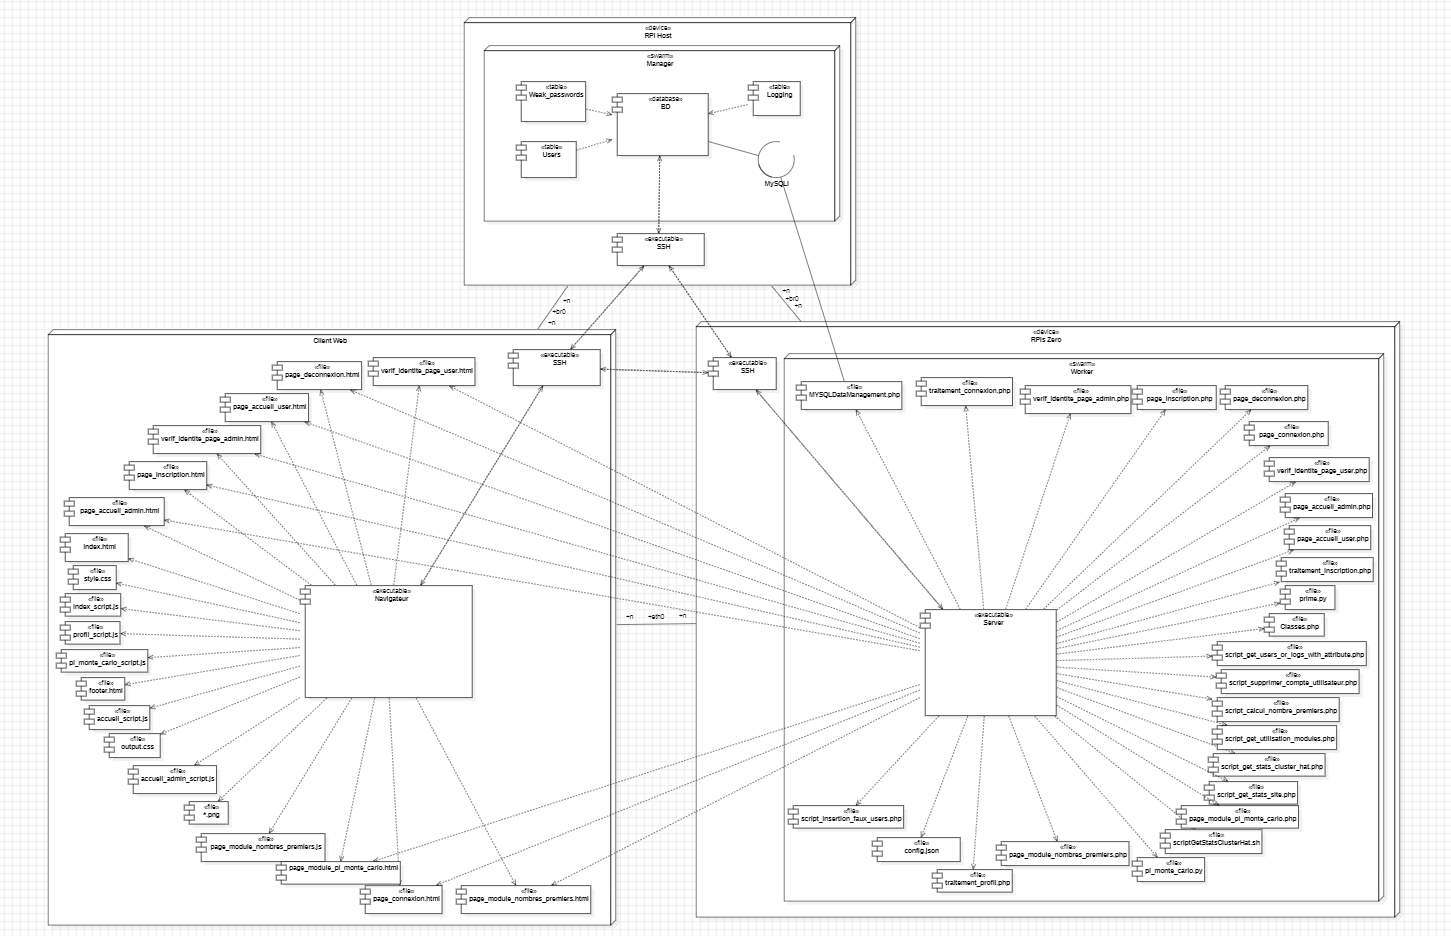 «device»
RPI Host
«swarm»
Manager
«table»
Weak_passwords
«database»
BD
«table»
Logging
«table»
Users
MySQLI
«executable»
SSH
+n
+br0
+n
+n
+br0
+n
Client Web
«file»
page_deconnexion.html
«file»
verif_identite_page_user.html
«executable»
SSH
«file»
page_accueil_user.html
«file»
verif_identite_page_admin.html
«file»
page_inscription.html
«file»
page_accueil_admin.html
«file»
index.html
«file»
style.css
«file»
index_script.js
«file»
profil_script.js
«file»
pi_monte_carlo_script.js
«file»
footer.html
«file»
accueil_script.js
«file»
output.css
«file»
accueil_admin_script.js
«file»
*.png
«file»
page_module_nombres_premiers.js
«file»
page_module_pi_monte_carlo.html
«file»
page_connexion.html
«file»
page_module_nombres_premiers.html
«executable»
Navigateur
+n
+eth0
+n
«device»
RPIs Zero
«executable»
SSH
«swarm»
Worker
«file»
MYSQLDataManagement.php
«file»
traitement_connexion.php
«file»
verif_identite_page_admin.php
«file»
page_inscription.php
«file»
page_deconnexion.php
«file»
page_connexion.php
«file»
verif_identite_page_user.php
«file»
page_accueil_admin.php
«file»
page_accueil_user.php
«file»
traitement_inscription.php
«file»
prime.py
«file»
Classes.php
«file»
script_get_users_or_logs_with_attribute.php
«file»
script_supprimer_compte_utilisateur.php
«file»
script_calcul_nombre_premiers.php
«file»
script_get_utilisation_modules.php
«file»
script_get_stats_cluster_hat.php
«file»
script_get_stats_site.php
«file»
page_module_pi_monte_carlo.php
«file»
scriptGetStatsClusterHat.sh
«file»
pi_monte_carlo.py
«executable»
Server
«file»
script_insertion_faux_users.php
«file»
config.json
«file»
page_module_nombres_premiers.php
«file»
traitement_profil.php